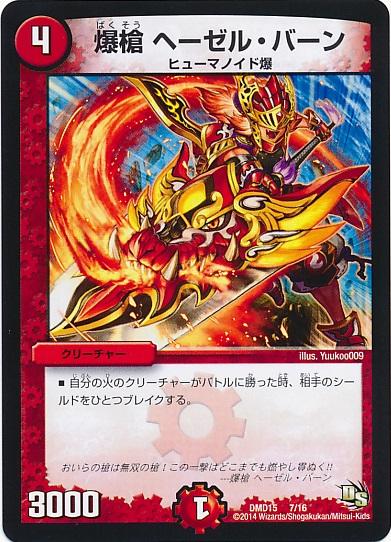 4
ばくそう
爆槍 ヘーゼル・バーン
ヒューマノイド爆
クリーチャー
illus. Yuukoo009
■ 自分の火のクリーチャーがバトルに勝った時、相手のシー
ルドをひとつブレイクする。
おいらの槍は無双の槍！この一撃はどこまでも燃やし貫ぬく!!
---爆槍 ヘーゼル・バーン
3000
1
DMD15 7/16
©2014 Wizards/Shogakukan/Mitsui-Kids
DS